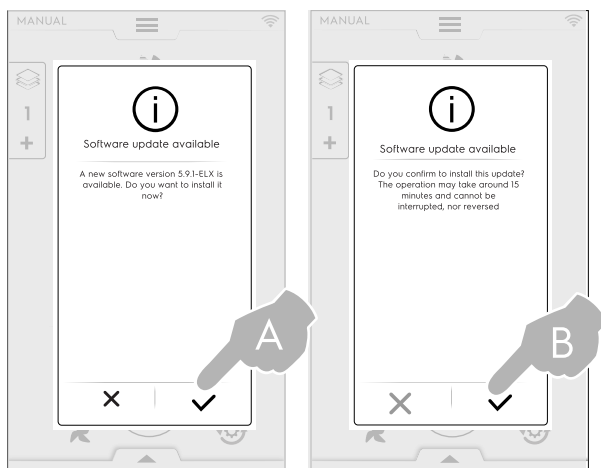 MANUAL
1
+
Software update available
A new software version 5.9.1-ELX is
available. Do you want to install it
now?
A
MANUAL
1
+
Software update available
Do you confirm to install this update?
The operation may take around 15
minutes and cannot be
interrupted, nor reversed
B